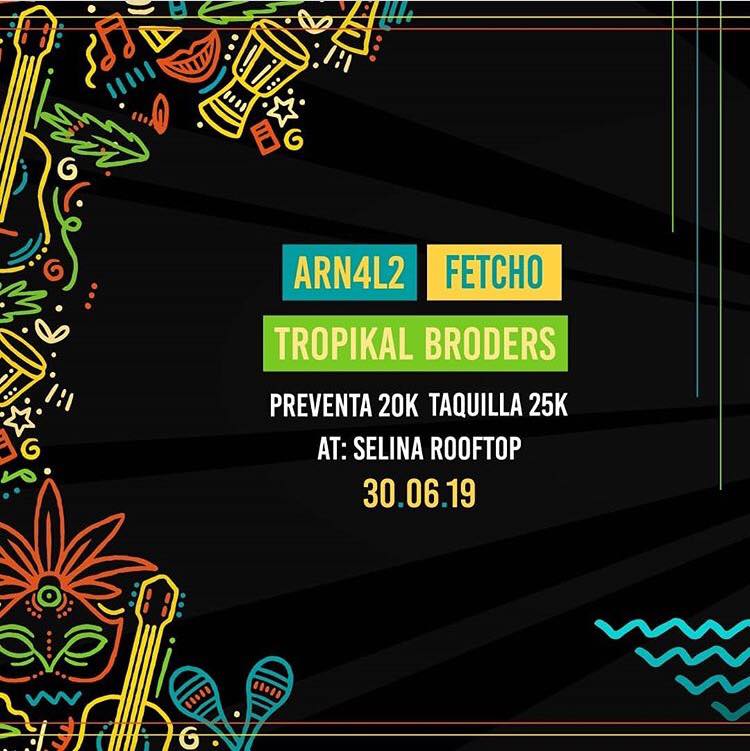 ARN4L2 FETCHO
TROPIKAL BRODERS
PREVENTA 20K TAQUILLA 25K
AT: SELINA ROOFTOP
30.06.19